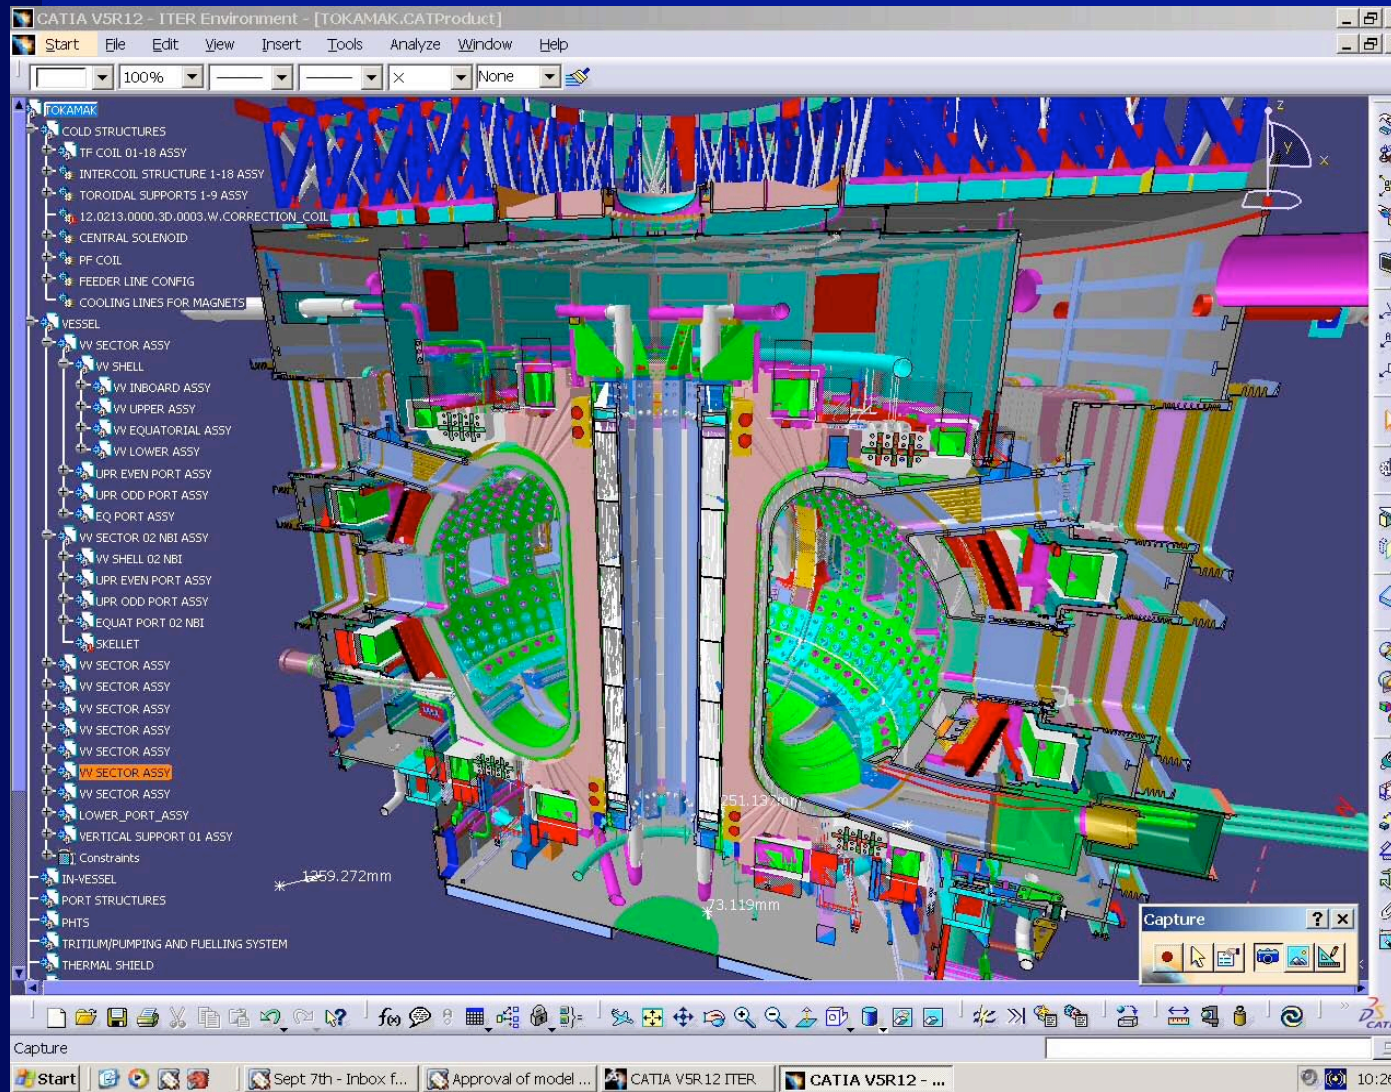 CATIA V5R12 - ITER Environment - [TOKAMAK.CATProduct]
Start File Edit View Insert Tools Analyze Window Help
100% None
TOKAMAK
COLD STRUCTURES
TF COIL 01-18 ASSY
INTERCOIL STRUCTURE 1-18 ASSY
TOROIDAL SUPPORTS 1-9 ASSY
12.0213.0000.3D.0003.W.CORRECTION_COIL
CENTRAL SOLENOID
PF COIL
FEEDER LINE CONFIG
COOLING LINES FOR MAGNETS
VESSEL
VV SECTOR ASSY
VV SHELL
VV INBOARD ASSY
VV UPPER ASSY
VV EQUATORIAL ASSY
VV LOWER ASSY
UPR EVEN PORT ASSY
UPR ODD PORT ASSY
EQ PORT ASSY
VV SECTOR 02 NBI ASSY
VV SHELL 02 NBI
UPR EVEN PORT ASSY
UPR ODD PORT ASSY
EQUAT PORT 02 NBI
SKELLET
VV SECTOR ASSY
VV SECTOR ASSY
VV SECTOR ASSY
VV SECTOR ASSY
VV SECTOR ASSY
VV SECTOR ASSY
VV SECTOR ASSY
LOWER_PORT_ASSY
VERTICAL SUPPORT 01 ASSY
Constraints
IN-VESSEL
PORT STRUCTURES
PHTS
TRITIUM/PUMPING AND FUELLING SYSTEM
THERMAL SHIELD
z
y
x
1259.272mm
73.119mm
Capture
f(x)
Capture
Start Sept 7th - Inbox f... Approval of model ... CATIA V5R12 ITER CATIA V5R12 - ...